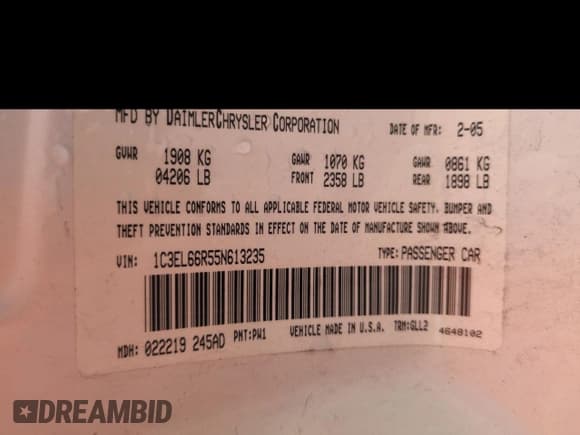 MFD BY DAIMLERCHRYSLER CORPORATION DATE OF MFR: 2-05
GVWR 1908 KG GAWR 1070 KG GAWR 0861 KG
04206 LB FRONT 2358 LB REAR 1898 LB
THIS VEHICLE CONFORMS TO ALL APPLICABLE FEDERAL MOTOR VEHICLE SAFETY, BUMPER AND
THEFT PREVENTION STANDARDS IN EFFECT ON THE DATE OF MANUFACTURE SHOWN ABOVE.
VIN: 1C3EL66R55N613235 TYPE: PASSENGER CAR
MDH: 022219 245AD PNT: PW1 VEHICLE MADE IN U.S.A. TRM: GLL2 4648102
DREAMBID